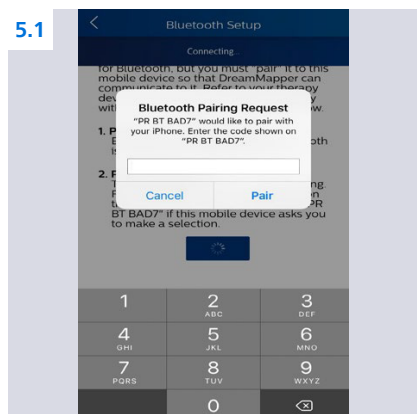 5.1
Bluetooth Setup
Connecting..
for Bluetooth, but you must "pair" it to this
mobile device so that DreamMapper can
communicate to it. Refer to your therapy
Bluetooth Pairing Request
"PR BT BAD7" would like to pair with
your iPhone. Enter the code shown on
"PR BT BAD7".
1. P
2. F
Cancel
Pair
BT BAD7" if this mobile device asks you
to make a selection.
1
2
ABC
3
DEF
4
GHI
5
JKL
6
MNO
7
PQRS
8
TUV
9
WXYZ
0